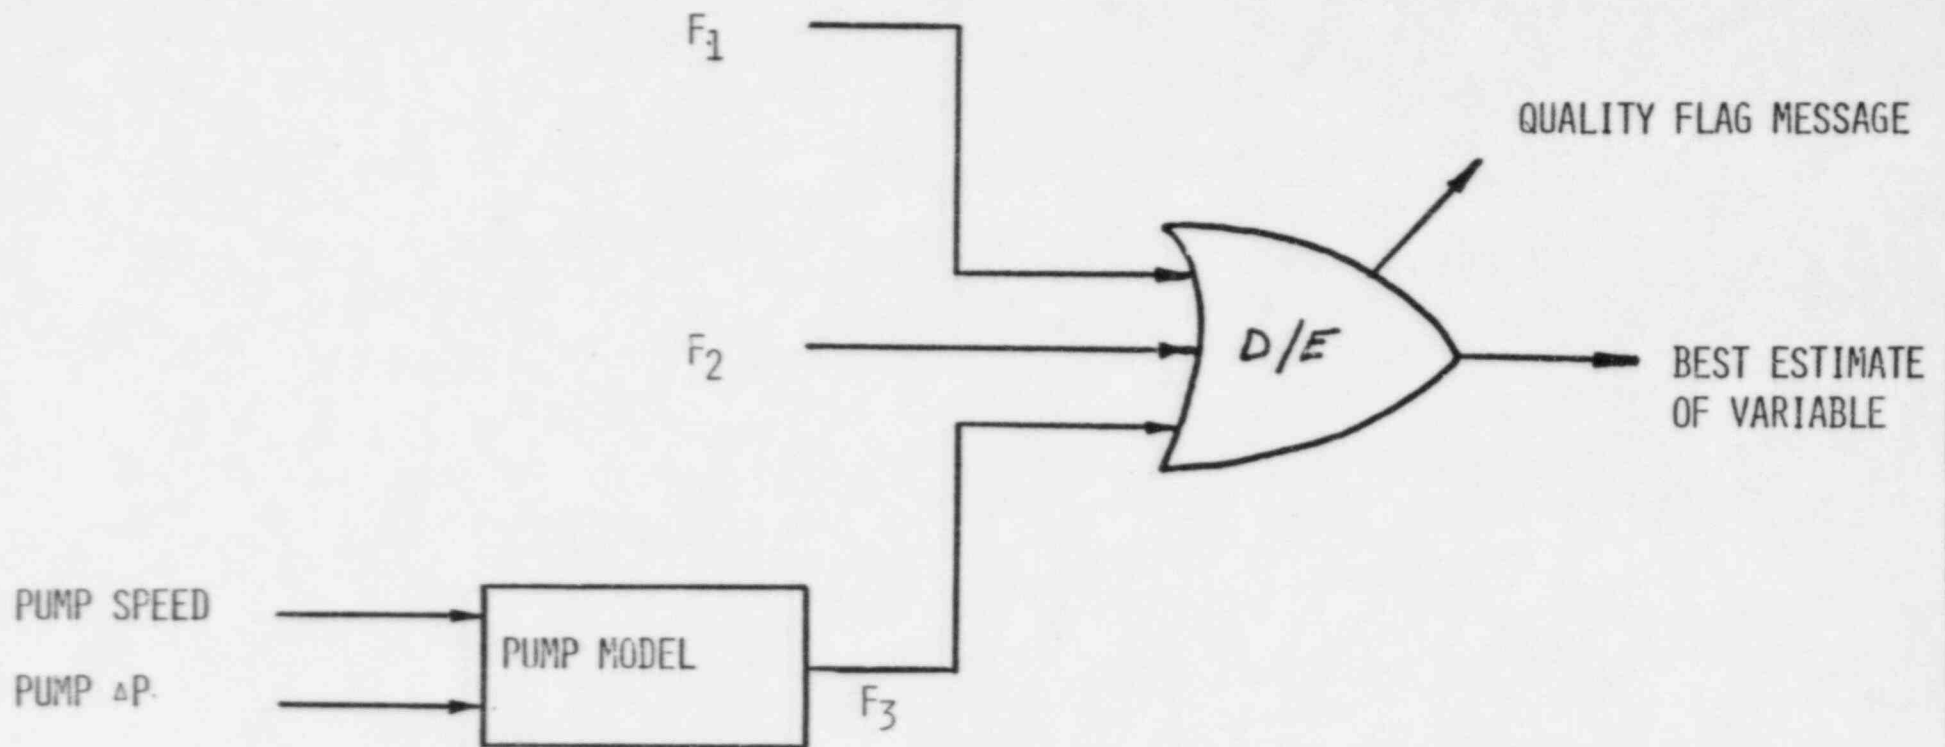 F1
QUALITY FLAG MESSAGE
F2
D/E
BEST ESTIMATE
OF VARIABLE
PUMP SPEED
PUMP MODEL
PUMP ΔP
F3